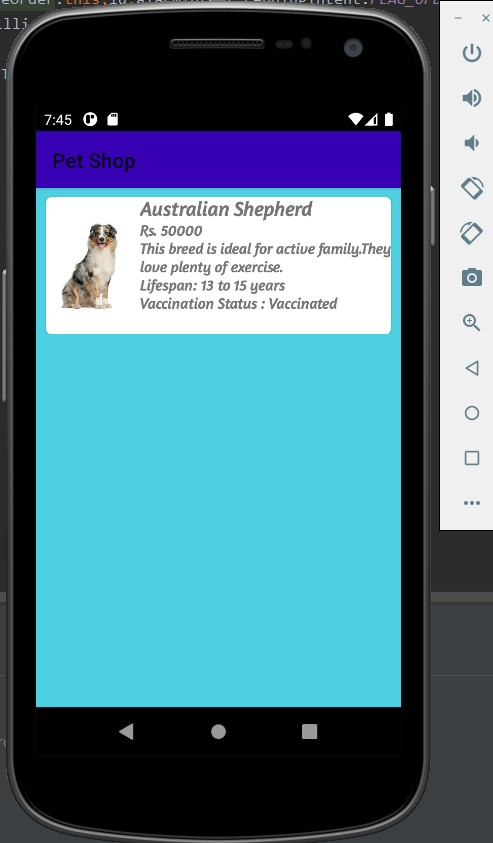 this
7:45
Pet Shop
Australian Shepherd
Rs. 50000
This breed is ideal for active family.They
love plenty of exercise.
Lifespan: 13 to 15 years
Vaccination Status : Vaccinated